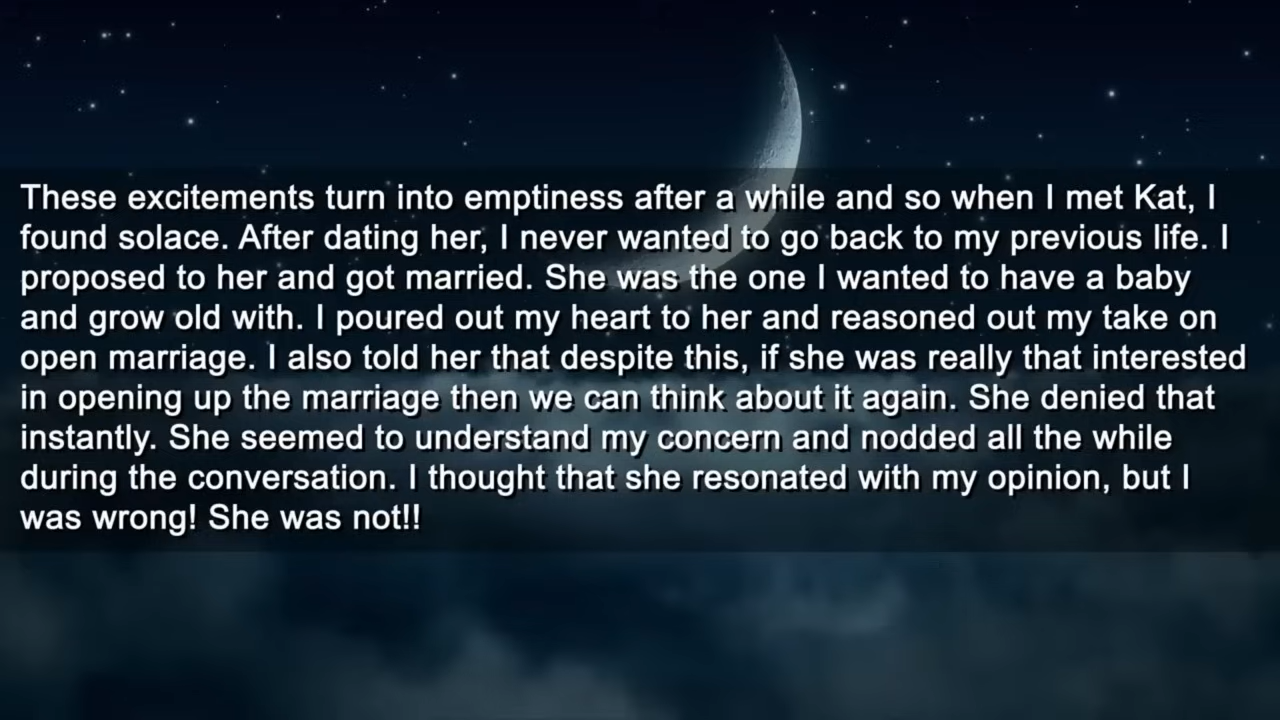 These excitements turn into emptiness after a while and so when I met Kat, I
found solace. After dating her, I never wanted to go back to my previous life. I
proposed to her and got married. She was the one I wanted to have a baby
and grow old with. I poured out my heart to her and reasoned out my take on
open marriage. I also told her that despite this, if she was really that interested
in opening up the marriage then we can think about it again. She denied that
instantly. She seemed to understand my concern and nodded all the while
during the conversation. I thought that she resonated with my opinion, but I
was wrong! She was not!!